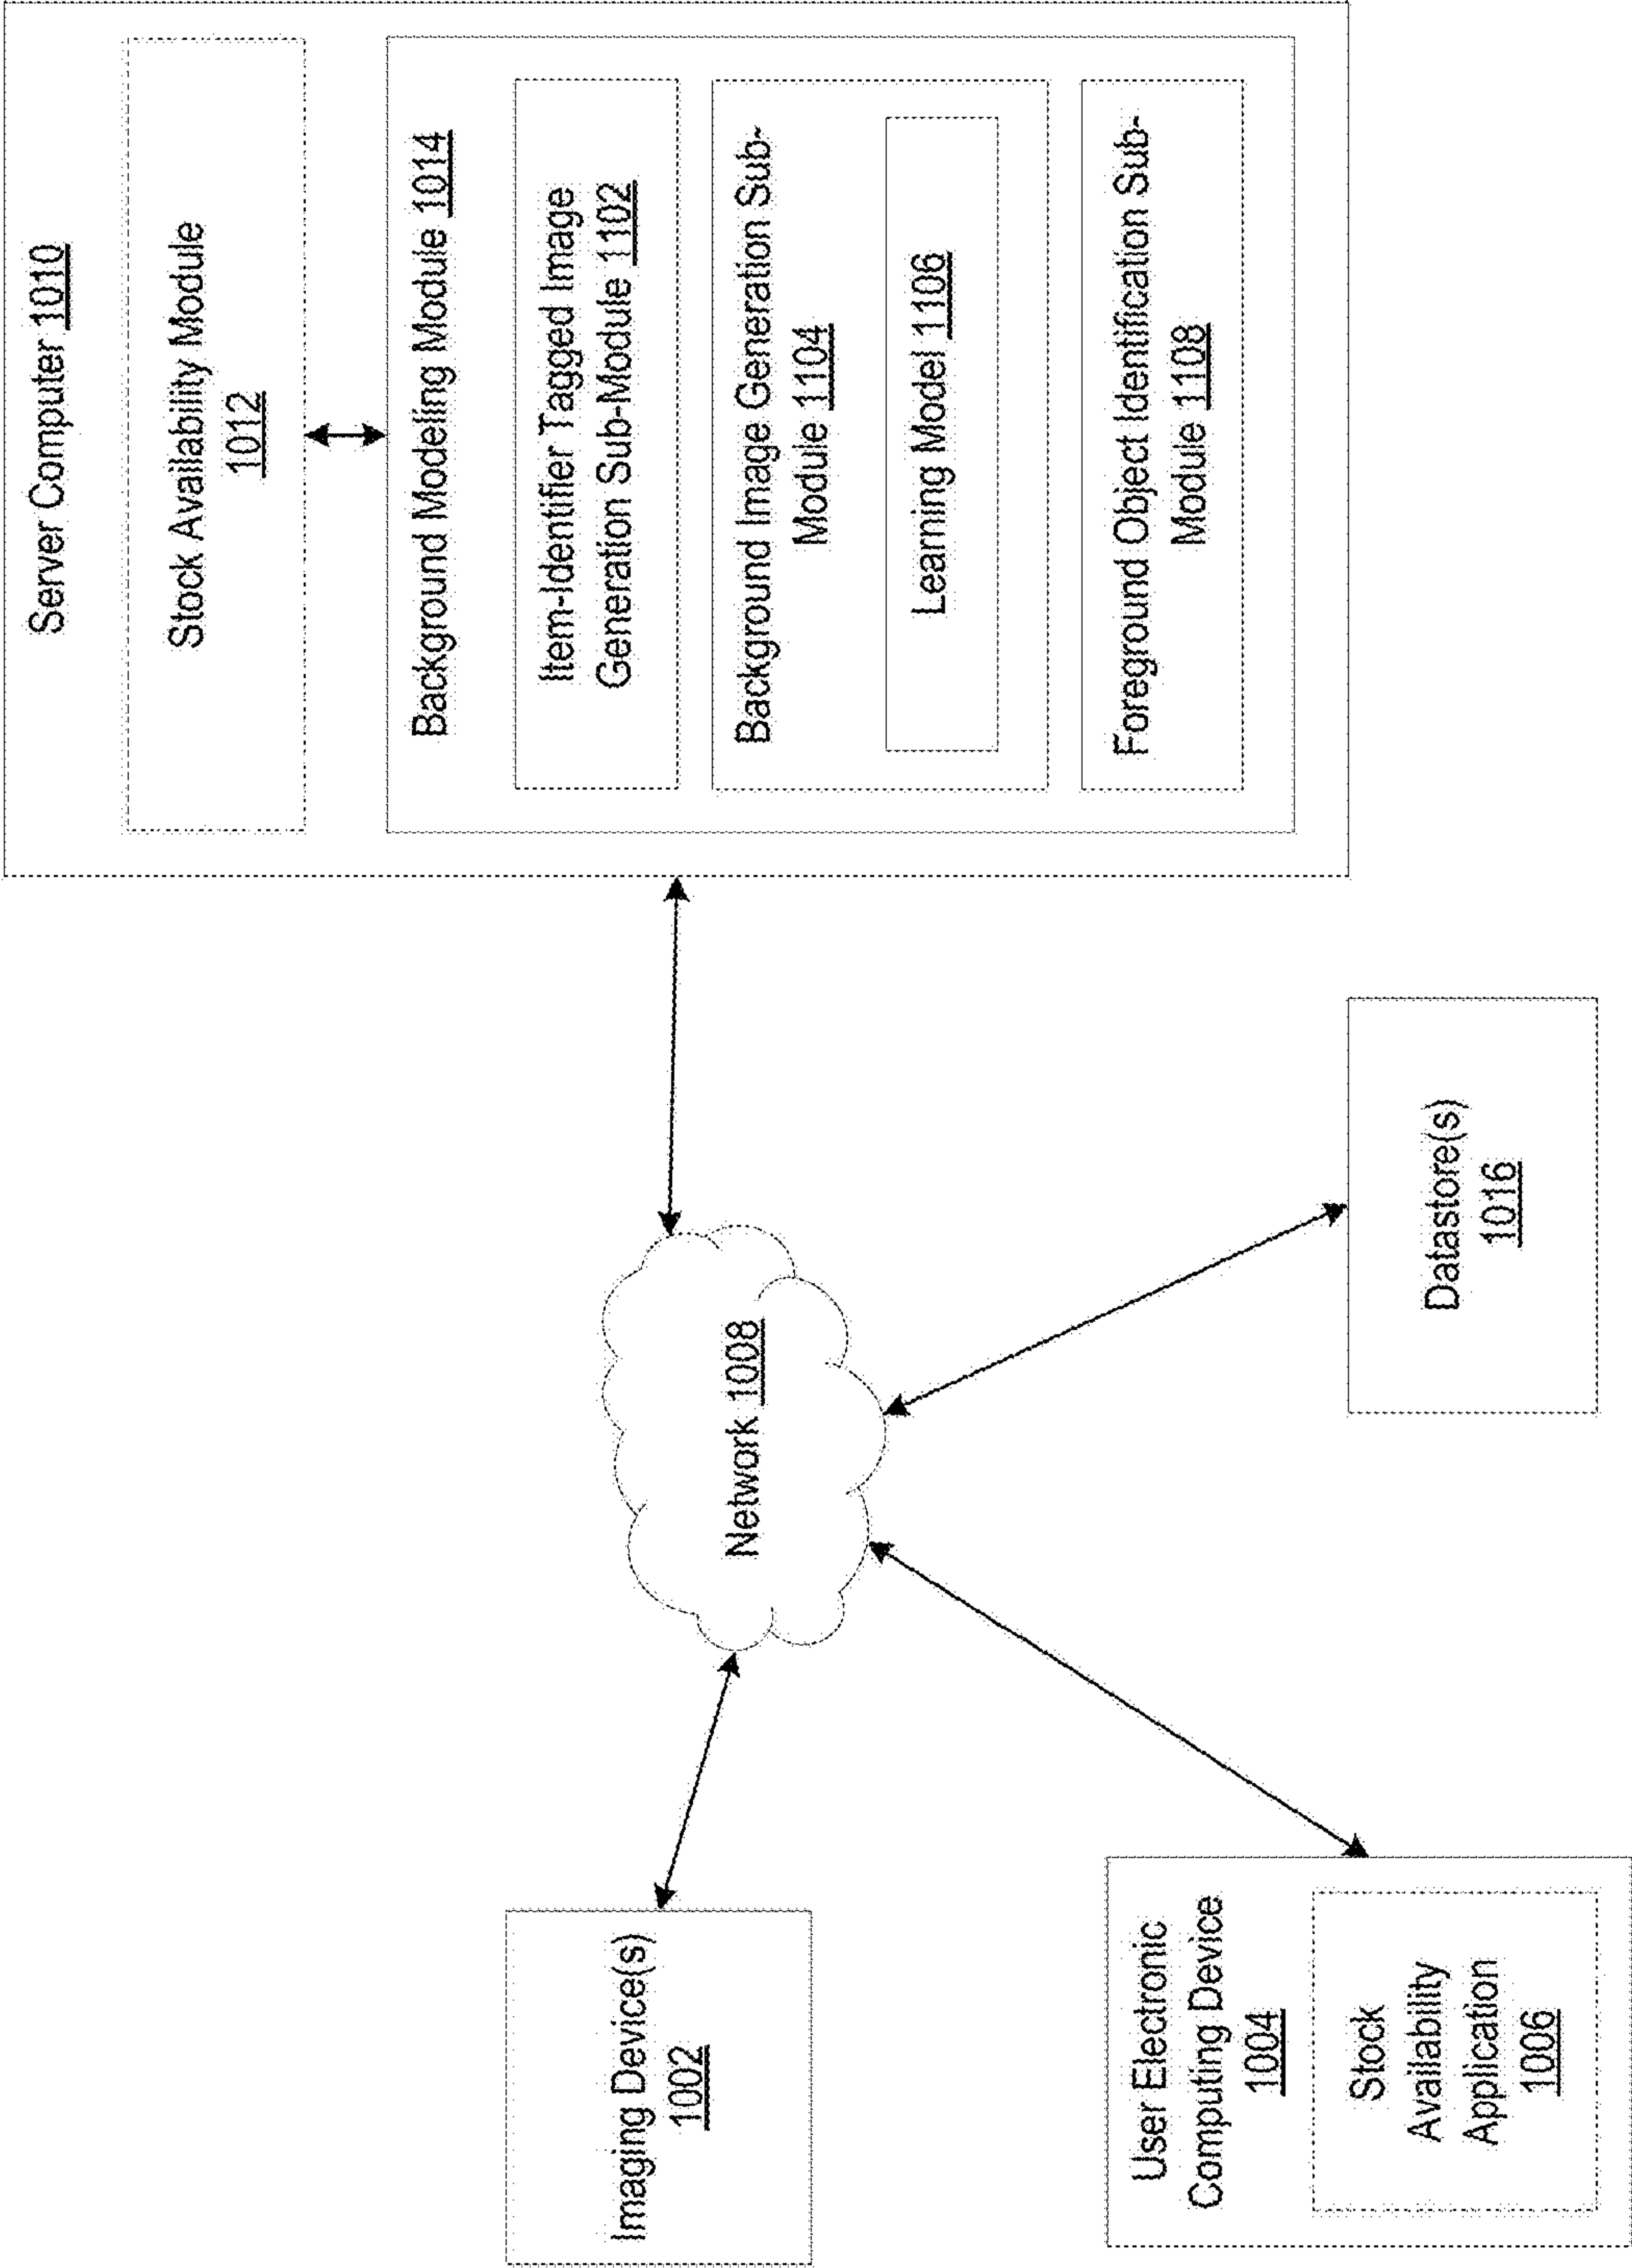 Server Computer 1010
Stock Availability Module
1012
Background Modeling Module 1014
Item-Identifier Tagged Image
Generation Sub-Module 1102
Background Image Generation Sub-
Module 1104
Learning Model 1106
Foreground Object Identification Sub-
Module 1108
Network 1008
Datastore(s)
1016
Imaging Device(s)
1002
User Electronic
Computing Device
1004
Stock
Availability
Application
1006